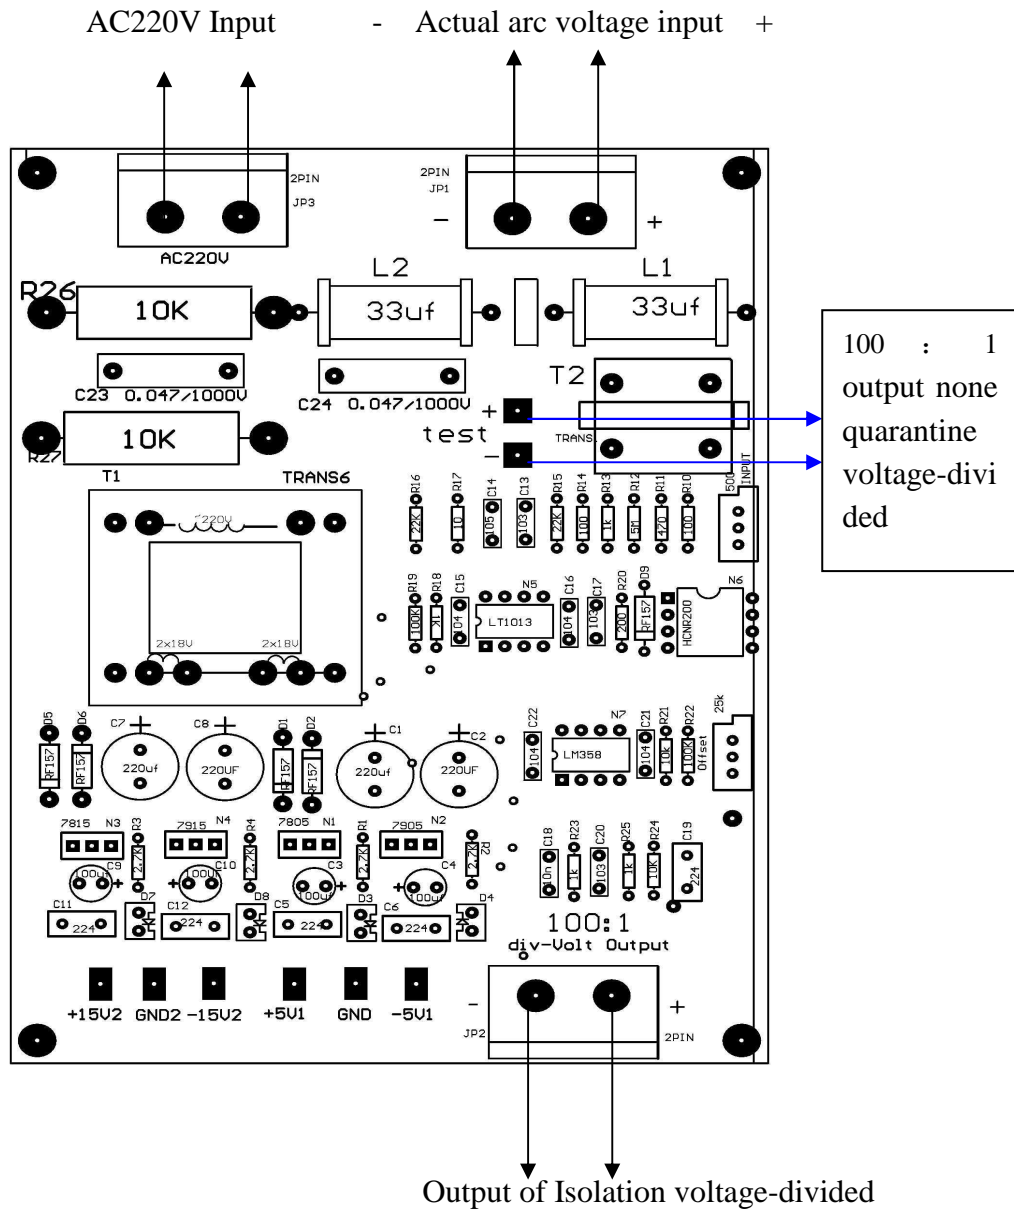 AC220V Input - Actual arc voltage input +
2PIN
JP3
AC220V
2PIN
JP1
- +
R26
10K
L2
33uf
L1
33uf
C23 0.047/1000V
C24 0.047/1000V
T2
+
test
-
TRANS1
100 : 1
output none
quarantine
voltage-divi
ded
R27
10K
T1
TRANS6
220V
2x18V
2x18V
R16
22K
R17
10
C14
105
C13
103
R15
22K
R14
100
R13
1k
R12
5M
R11
470
R10
100
500
INPUT
R19
100K
R18
1K
C15
104
N5
LT1013
C16
104
C17
103
R20
200
D9
RF157
N6
HCNR200
D5
RF157
D6
RF157
C7
220uf
C8
220UF
D1
RF157
D2
RF157
C1
220uf
C2
220UF
C22
104
N7
LM358
C21
104
R21
10k
R22
100K
Offset
25k
7815 N3
R3
2.7K
7915 N4
R4
2.7K
7805 N1
R1
2.7K
7905 N2
R2
2.7K
C9
100uf
+
C10
100UF
+
C3
100uf
+
C4
100uf
+
C11
224
D7
C12
224
D8
C5
224
D3
C6
224
D4
C18
10n
R23
1k
C20
103
R25
1k
R24
10K
C19
224
100:1
div-Volt Output
+15V2 GND2 -15V2 +5V1 GND -5V1
- +
JP2
2PIN
Output of Isolation voltage-divided